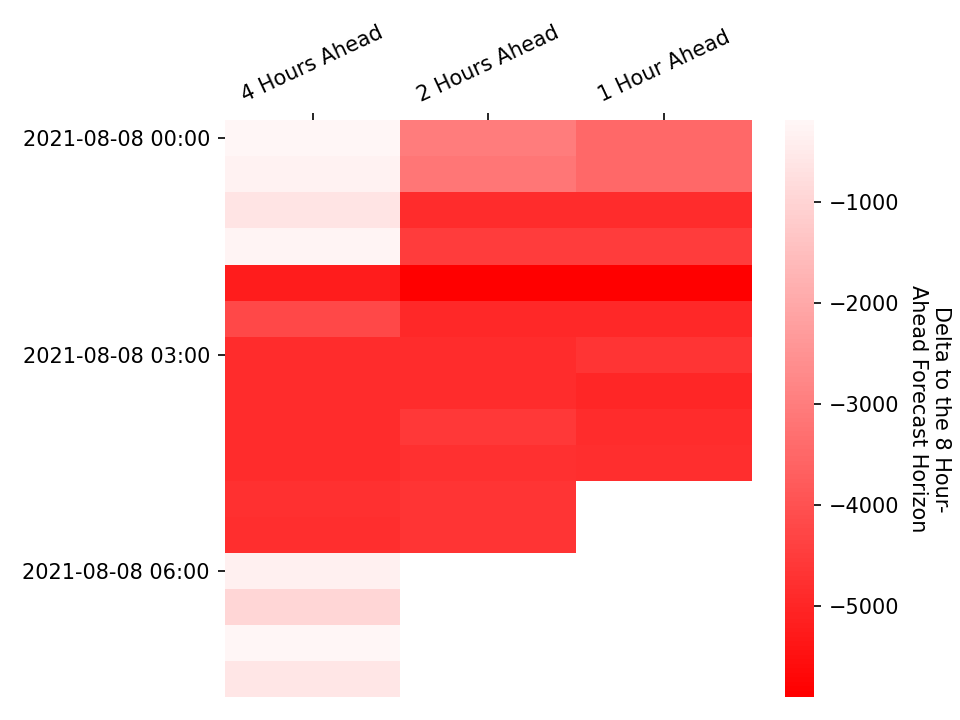 4 Hours Ahead
2 Hours Ahead
1 Hour Ahead
2021-08-08 00:00
2021-08-08 03:00
2021-08-08 06:00
−1000
−2000
−3000
−4000
−5000
Delta to the 8 Hour-
Ahead Forecast Horizon